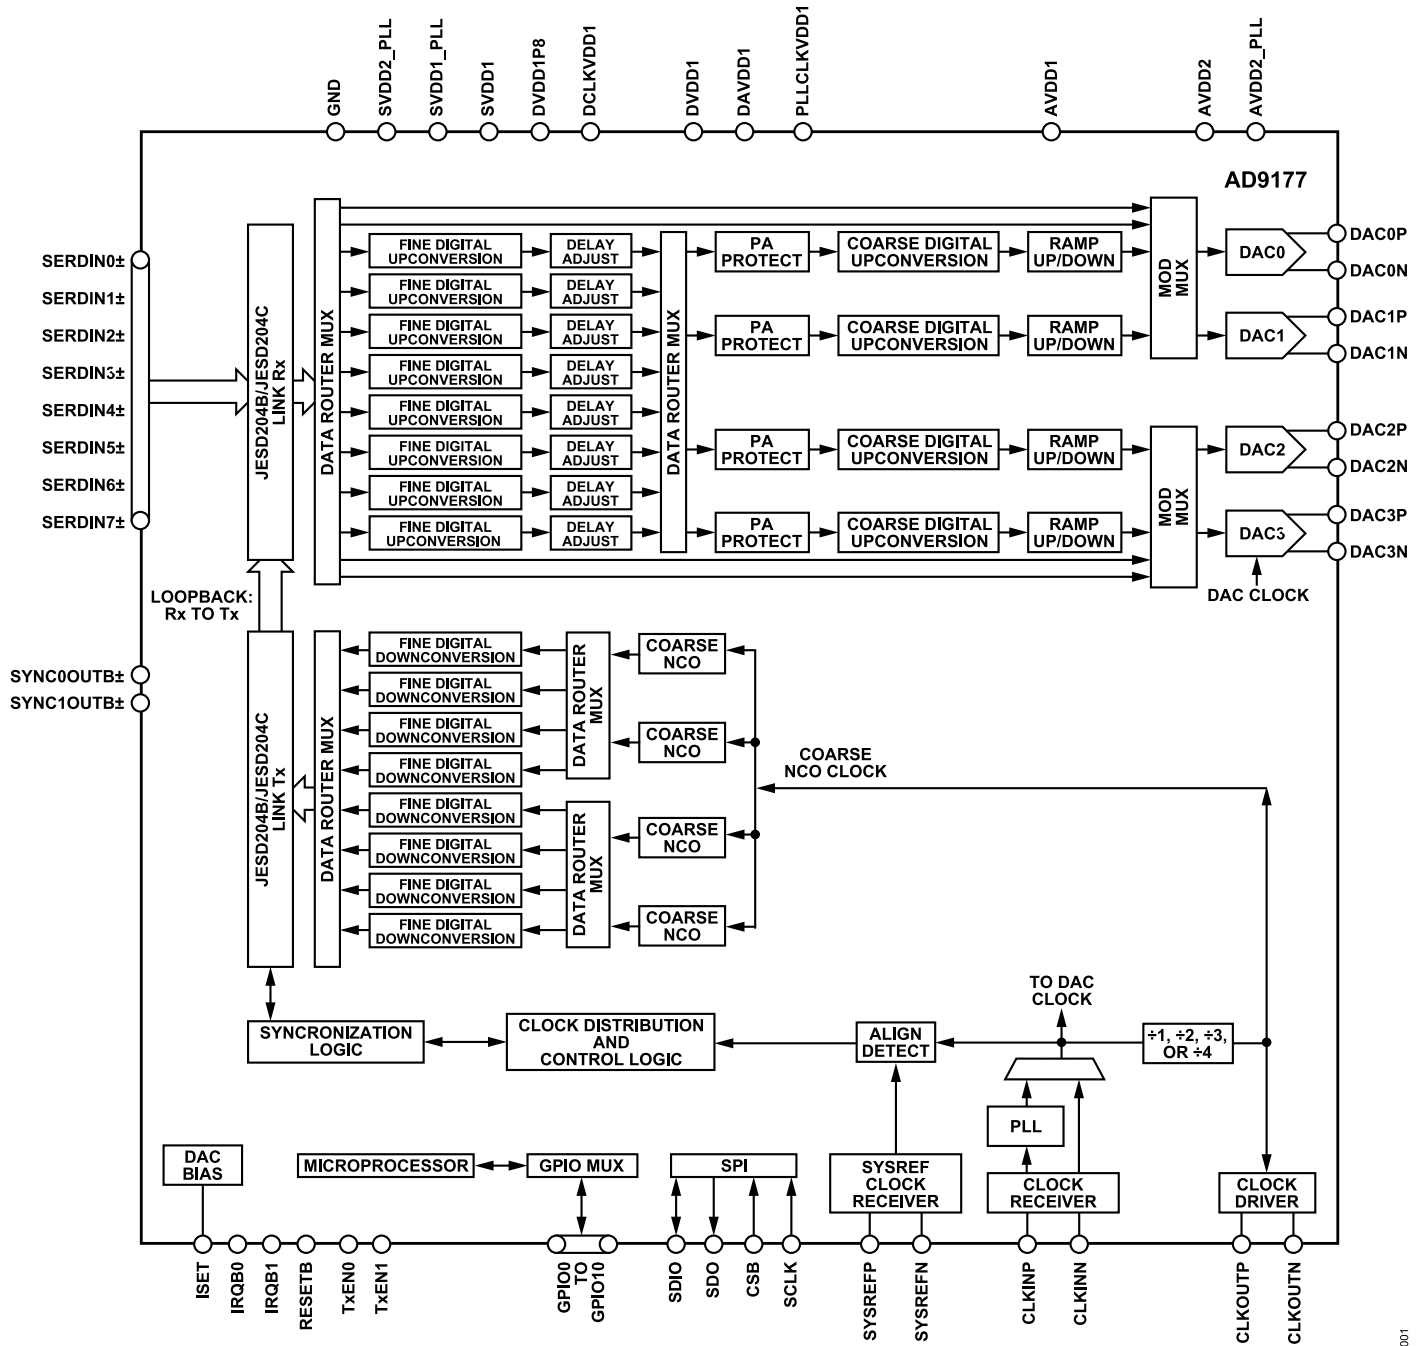 GND
SVDD2_PLL
SVDD1_PLL
SVDD1
DVDD1P8
DCLKVDD1
DVDD1
DAVDD1
PLLCLKVDD1
AVDD1
AVDD2
AVDD2_PLL
AD9177
SERDIN0±
SERDIN1±
SERDIN2±
SERDIN3±
SERDIN4±
SERDIN5±
SERDIN6±
SERDIN7±
JESD204B/JESD204C
LINK Rx
DATA ROUTER MUX
FINE DIGITAL
UPCONVERSION
DELAY
ADJUST
FINE DIGITAL
UPCONVERSION
DELAY
ADJUST
FINE DIGITAL
UPCONVERSION
DELAY
ADJUST
FINE DIGITAL
UPCONVERSION
DELAY
ADJUST
FINE DIGITAL
UPCONVERSION
DELAY
ADJUST
FINE DIGITAL
UPCONVERSION
DELAY
ADJUST
FINE DIGITAL
UPCONVERSION
DELAY
ADJUST
FINE DIGITAL
UPCONVERSION
DELAY
ADJUST
DATA ROUTER MUX
PA
PROTECT
COARSE DIGITAL
UPCONVERSION
RAMP
UP/DOWN
PA
PROTECT
COARSE DIGITAL
UPCONVERSION
RAMP
UP/DOWN
PA
PROTECT
COARSE DIGITAL
UPCONVERSION
RAMP
UP/DOWN
PA
PROTECT
COARSE DIGITAL
UPCONVERSION
RAMP
UP/DOWN
MOD
MUX
MOD
MUX
DAC0
DAC1
DAC2
DAC3
DAC0P
DAC0N
DAC1P
DAC1N
DAC2P
DAC2N
DAC3P
DAC3N
DAC CLOCK
LOOPBACK:
Rx TO Tx
SYNC0OUTB±
SYNC1OUTB±
JESD204B/JESD204C
LINK Tx
DATA ROUTER MUX
FINE DIGITAL
DOWNCONVERSION
FINE DIGITAL
DOWNCONVERSION
FINE DIGITAL
DOWNCONVERSION
FINE DIGITAL
DOWNCONVERSION
FINE DIGITAL
DOWNCONVERSION
FINE DIGITAL
DOWNCONVERSION
FINE DIGITAL
DOWNCONVERSION
FINE DIGITAL
DOWNCONVERSION
DATA ROUTER
MUX
DATA ROUTER
MUX
COARSE
NCO
COARSE
NCO
COARSE
NCO
COARSE
NCO
COARSE
NCO CLOCK
SYNCRONIZATION
LOGIC
CLOCK DISTRIBUTION
AND
CONTROL LOGIC
ALIGN
DETECT
TO DAC
CLOCK
÷1, ÷2, ÷3,
OR ÷4
PLL
DAC
BIAS
MICROPROCESSOR
GPIO MUX
SPI
SYSREF
CLOCK
RECEIVER
CLOCK
RECEIVER
CLOCK
DRIVER
ISET
IRQB0
IRQB1
RESETB
TxEN0
TxEN1
GPIO0
TO
GPIO10
SDIO
SDO
CSB
SCLK
SYSREFP
SYSREFN
CLKINP
CLKINN
CLKOUTP
CLKOUTN
001